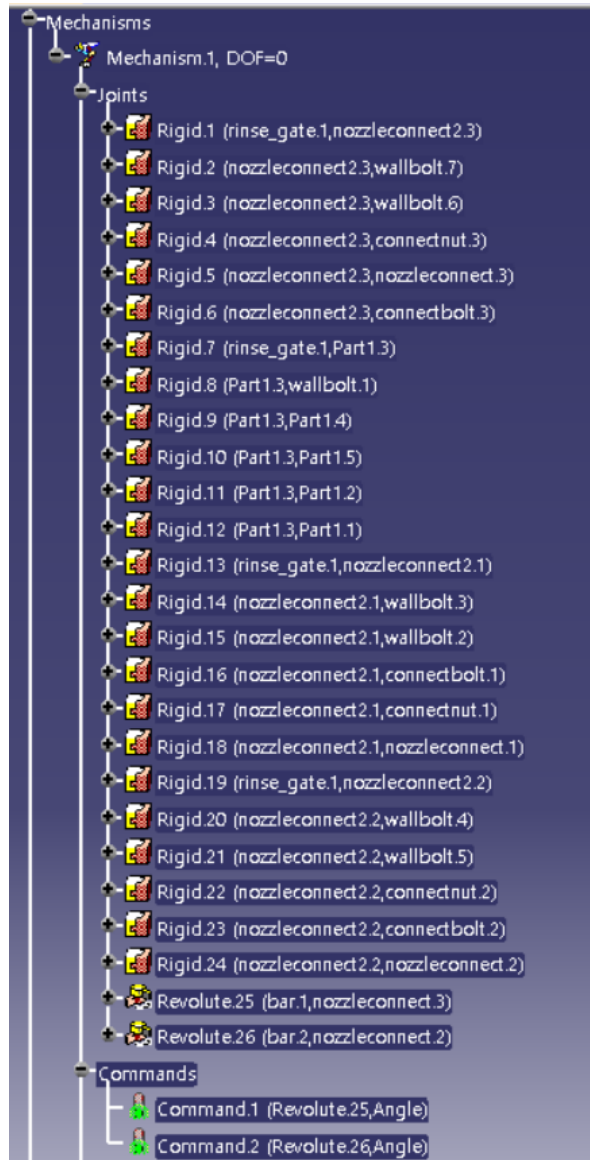 Mechanisms
Mechanism.1, DOF=0
Joints
Rigid.1 (rinse_gate.1,nozzleconnect2.3)
Rigid.2 (nozzleconnect2.3,wallbolt.7)
Rigid.3 (nozzleconnect2.3,wallbolt.6)
Rigid.4 (nozzleconnect2.3,connectnut.3)
Rigid.5 (nozzleconnect2.3,nozzleconnect.3)
Rigid.6 (nozzleconnect2.3,connectbolt.3)
Rigid.7 (rinse_gate.1,Part1.3)
Rigid.8 (Part1.3,wallbolt.1)
Rigid.9 (Part1.3,Part1.4)
Rigid.10 (Part1.3,Part1.5)
Rigid.11 (Part1.3,Part1.2)
Rigid.12 (Part1.3,Part1.1)
Rigid.13 (rinse_gate.1,nozzleconnect2.1)
Rigid.14 (nozzleconnect2.1,wallbolt.3)
Rigid.15 (nozzleconnect2.1,wallbolt.2)
Rigid.16 (nozzleconnect2.1,connectbolt.1)
Rigid.17 (nozzleconnect2.1,connectnut.1)
Rigid.18 (nozzleconnect2.1,nozzleconnect.1)
Rigid.19 (rinse_gate.1,nozzleconnect2.2)
Rigid.20 (nozzleconnect2.2,wallbolt.4)
Rigid.21 (nozzleconnect2.2,wallbolt.5)
Rigid.22 (nozzleconnect2.2,connectnut.2)
Rigid.23 (nozzleconnect2.2,connectbolt.2)
Rigid.24 (nozzleconnect2.2,nozzleconnect.2)
Revolute.25 (bar.1,nozzleconnect.3)
Revolute.26 (bar.2,nozzleconnect.2)
Commands
Command.1 (Revolute.25,Angle)
Command.2 (Revolute.26,Angle)